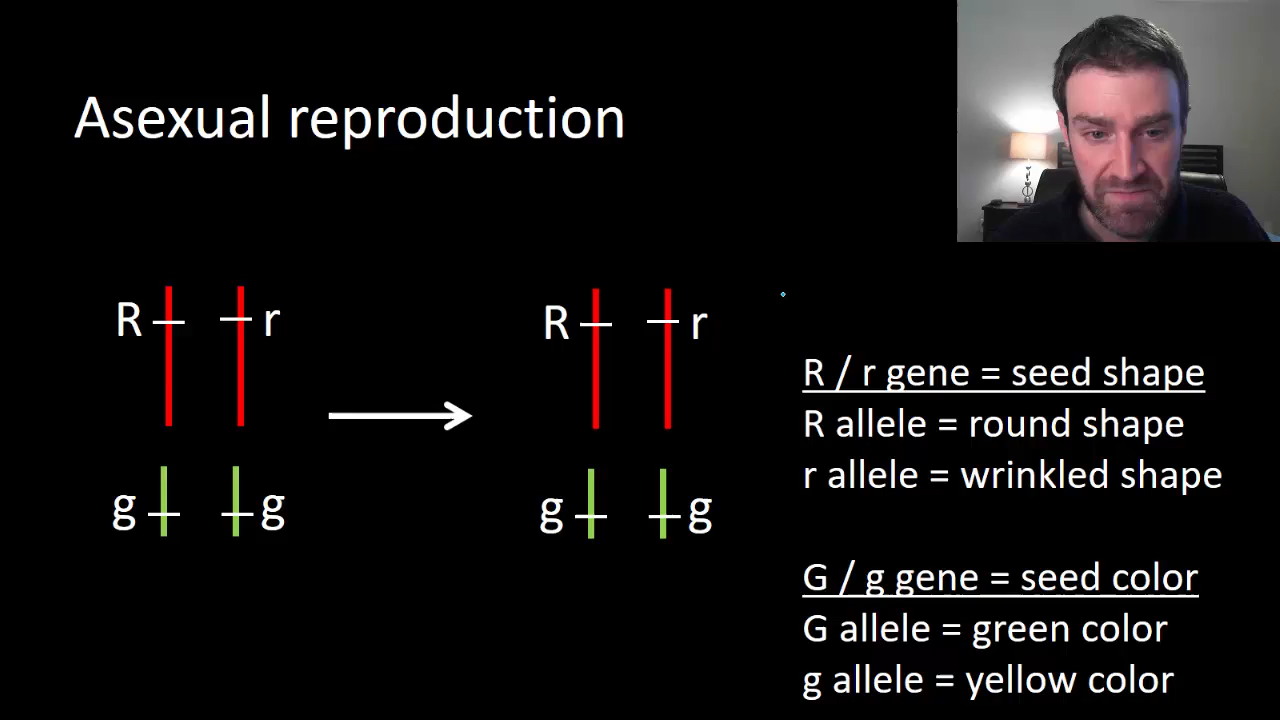 Asexual reproduction
R r R r
g g g g
R / r gene = seed shape
R allele = round shape
r allele = wrinkled shape
G / g gene = seed color
G allele = green color
g allele = yellow color